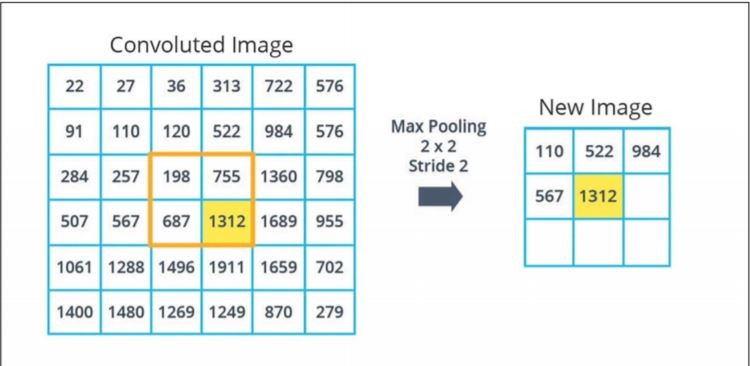 Convoluted Image
22 27 36 313 722 576
91 110 120 522 984 576
284 257 198 755 1360 798
507 567 687 1312 1689 955
1061 1288 1496 1911 1659 702
1400 1480 1269 1249 870 279
Max Pooling
2 x 2
Stride 2
New Image
110 522 984
567 1312